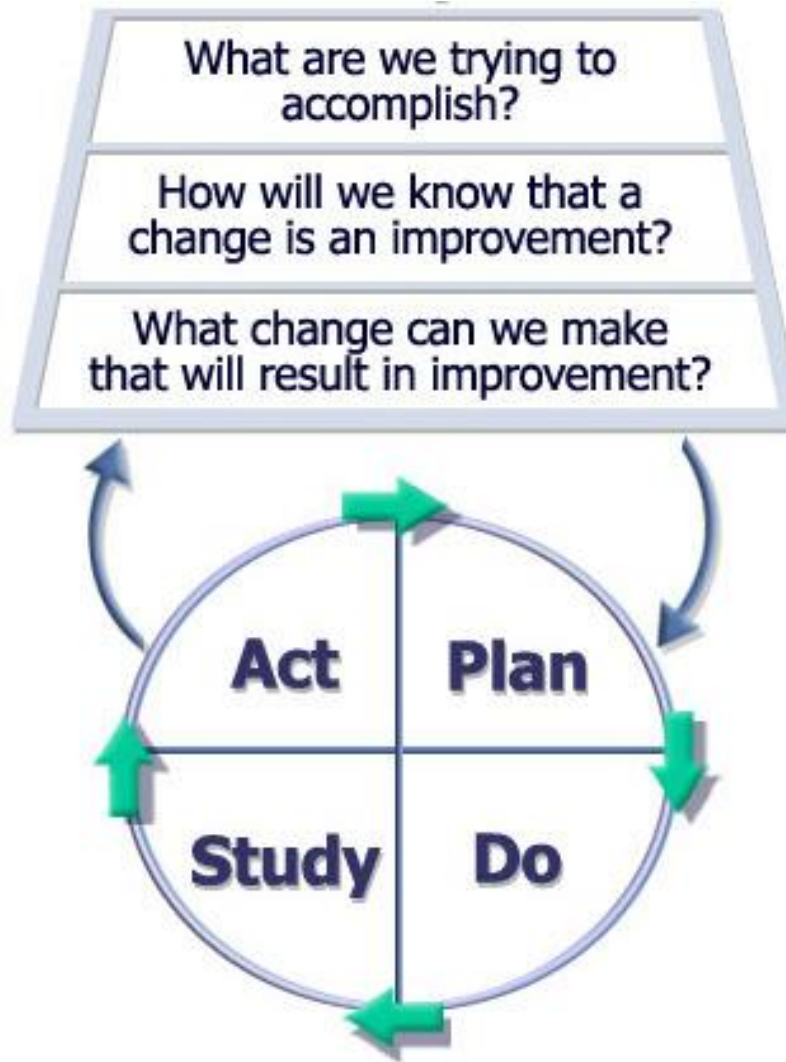 What are we trying to
accomplish?
How will we know that a
change is an improvement?
What change can we make
that will result in improvement?
Act
Plan
Study
Do